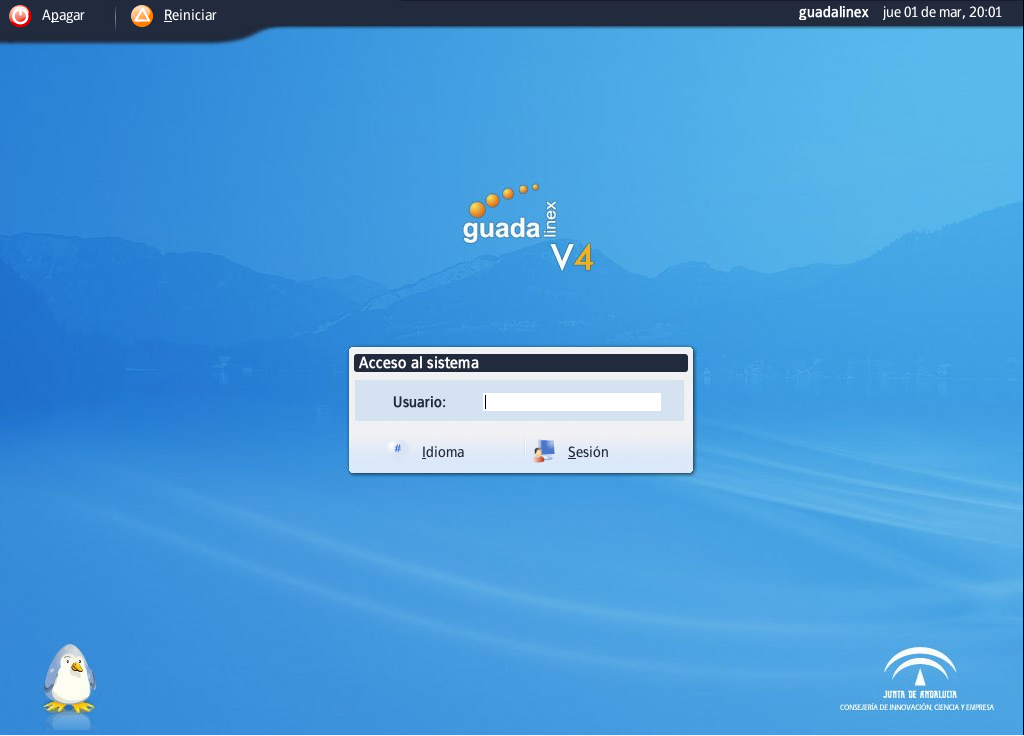 Apagar
Reiniciar
guadalinex jue 01 de mar, 20:01
guada
linex
V4
Acceso al sistema
Usuario:
# Idioma
Sesión
JUNTA DE ANDALUCIA
CONSEJERÍA DE INNOVACIÓN, CIENCIA Y EMPRESA